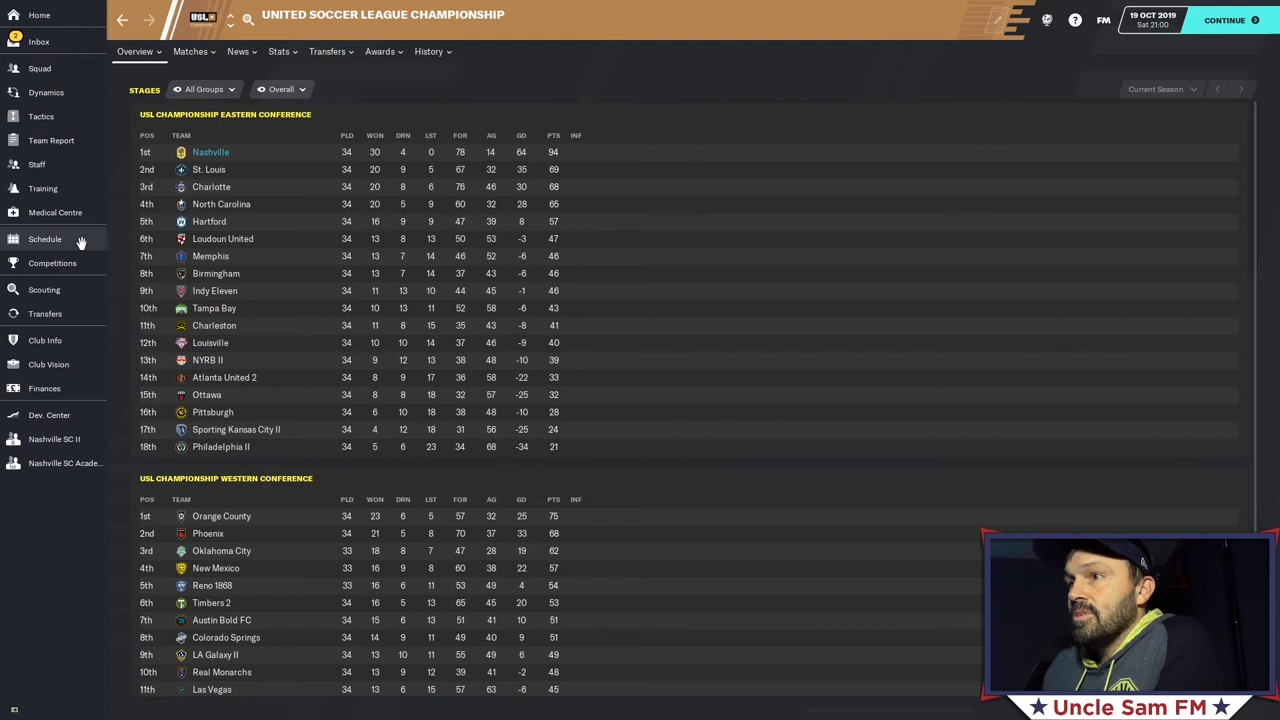 Home
UNITED SOCCER LEAGUE CHAMPIONSHIP
USL
FM
19 OCT 2019
Sat 21:00
CONTINUE
2
Inbox
Overview Matches News Stats Transfers Awards History
Squad
Dynamics
Tactics
Team Report
Staff
Training
Medical Centre
Schedule
Competitions
Scouting
Transfers
Club Info
Club Vision
Finances
Dev. Center
Nashville SC II
Nashville SC Acade...
STAGES All Groups Overall Current Season
USL CHAMPIONSHIP EASTERN CONFERENCE
POS TEAM PLD WON DRN LST FOR AG GD PTS INF
1st Nashville 34 30 4 0 78 14 64 94
2nd St. Louis 34 20 9 5 67 32 35 69
3rd Charlotte 34 20 8 6 76 46 30 68
4th North Carolina 34 20 5 9 60 32 28 65
5th Hartford 34 16 9 9 47 39 8 57
6th Loudoun United 34 13 8 13 50 53 -3 47
7th Memphis 34 13 7 14 46 52 -6 46
8th Birmingham 34 13 7 14 37 43 -6 46
9th Indy Eleven 34 11 13 10 44 45 -1 46
10th Tampa Bay 34 10 13 11 52 58 -6 43
11th Charleston 34 11 8 15 35 43 -8 41
12th Louisville 34 10 10 14 37 46 -9 40
13th NYRB II 34 9 12 13 38 48 -10 39
14th Atlanta United 2 34 8 9 17 36 58 -22 33
15th Ottawa 34 8 8 18 32 57 -25 32
16th Pittsburgh 34 6 10 18 38 48 -10 28
17th Sporting Kansas City II 34 4 12 18 31 56 -25 24
18th Philadelphia II 34 5 6 23 34 68 -34 21
USL CHAMPIONSHIP WESTERN CONFERENCE
POS TEAM PLD WON DRN LST FOR AG GD PTS INF
1st Orange County 34 23 6 5 57 32 25 75
2nd Phoenix 34 21 5 8 70 37 33 68
3rd Oklahoma City 33 18 8 7 47 28 19 62
4th New Mexico 33 16 9 8 60 38 22 57
5th Reno 1868 33 16 6 11 53 49 4 54
6th Timbers 2 34 16 5 13 65 45 20 53
7th Austin Bold FC 34 15 6 13 51 41 10 51
8th Colorado Springs 34 14 9 11 49 40 9 51
9th LA Galaxy II 34 13 10 11 55 49 6 49
10th Real Monarchs 34 13 9 12 39 41 -2 48
11th Las Vegas 34 13 6 15 57 63 -6 45
Uncle Sam FM